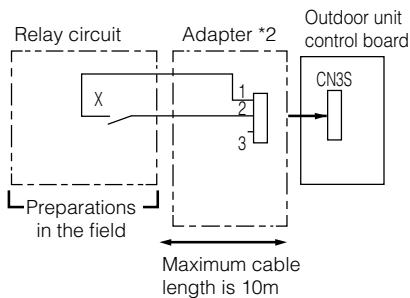 Relay circuit
Adapter *2
Outdoor unit
control board
X
1
2
3
CN3S
Preparations
in the field
Maximum cable
length is 10m